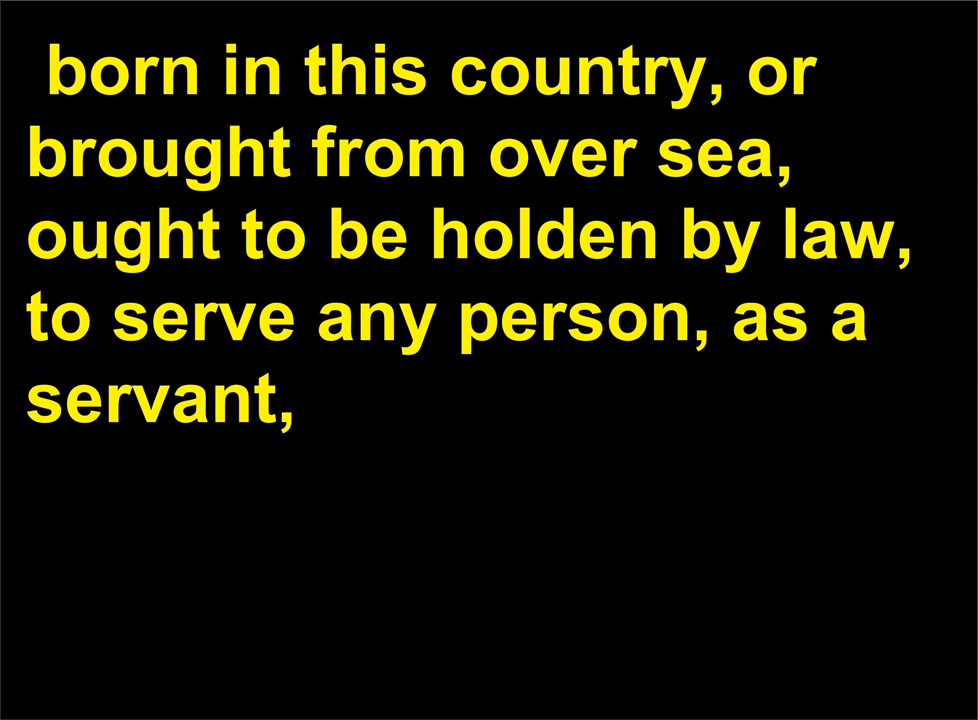 born in this country, or
brought from over sea,
ought to be holden by law,
to serve any person, as a
servant,